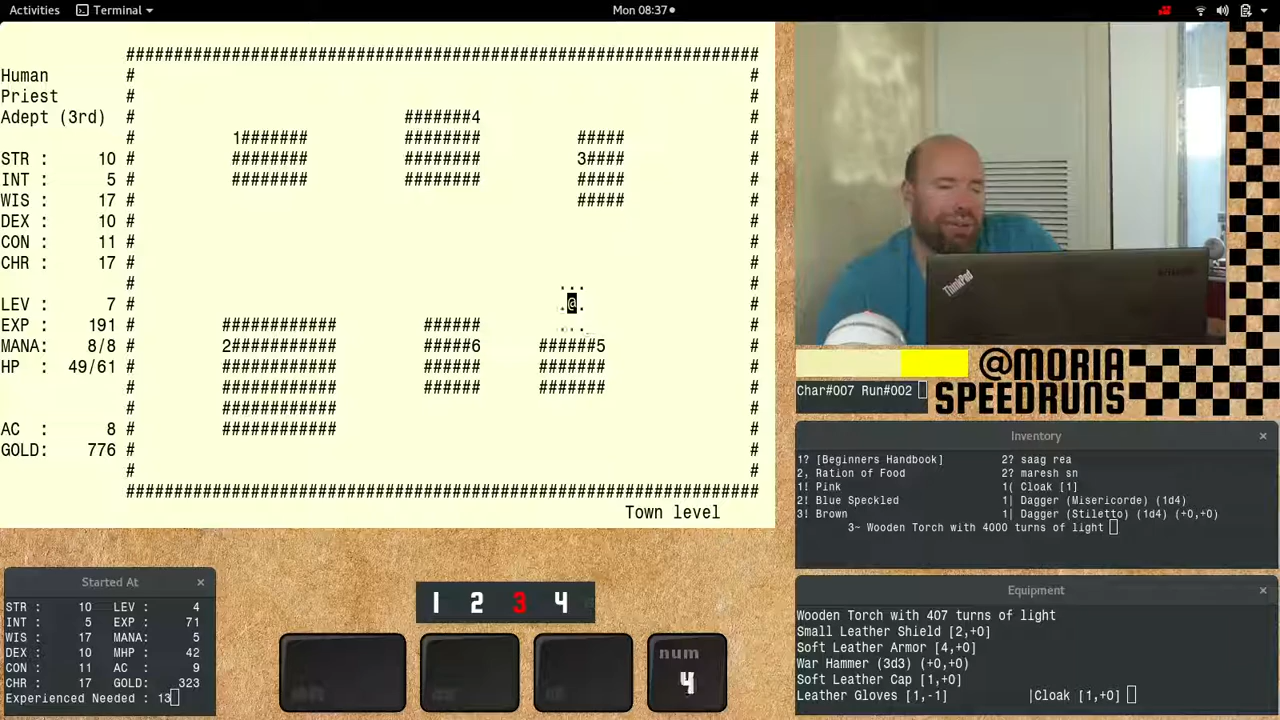 Activities Terminal Mon 08:37
################################################################################
Human # #
Priest # #
Adept (3rd) # #######4 #
# 1####### ######## ##### #
STR : 10 # ######## ######## 3#### #
INT : 5 # ######## ######## ##### #
WIS : 17 # ##### #
DEX : 10 # #
CON : 11 # #
CHR : 17 # #
# ... #
LEV : 7 # .@. #
EXP : 191 # ############ ###### .... #
MANA: 8/8 # 2########### #####6 ######5 #
HP : 49/61 # ############ ###### ####### #
# ############ ###### ####### #
# ############ #
AC : 8 # ############ #
GOLD: 776 # #
# #
################################################################################
Town level
ThinkPad
@MORIA
SPEEDRUNS
Char#007 Run#002
Inventory
1? [Beginners Handbook] 2? saag rea
2, Ration of Food 2? maresh sn
1! Pink 1( Cloak [1]
2! Blue Speckled 1| Dagger (Misericorde) (1d4)
3! Brown 1| Dagger (Stiletto) (1d4) (+0,+0)
3~ Wooden Torch with 4000 turns of light
Equipment
Wooden Torch with 407 turns of light
Small Leather Shield [2,+0]
Soft Leather Armor [4,+0]
War Hammer (3d3) (+0,+0)
Soft Leather Cap [1,+0]
Leather Gloves [1,-1] |Cloak [1,+0]
Started At
STR : 10 LEV : 4
INT : 5 EXP : 71
WIS : 17 MANA: 5
DEX : 10 MHP : 42
CON : 11 AC : 9
CHR : 17 GOLD: 323
Experienced Needed : 13
1 2 3 4
num
4